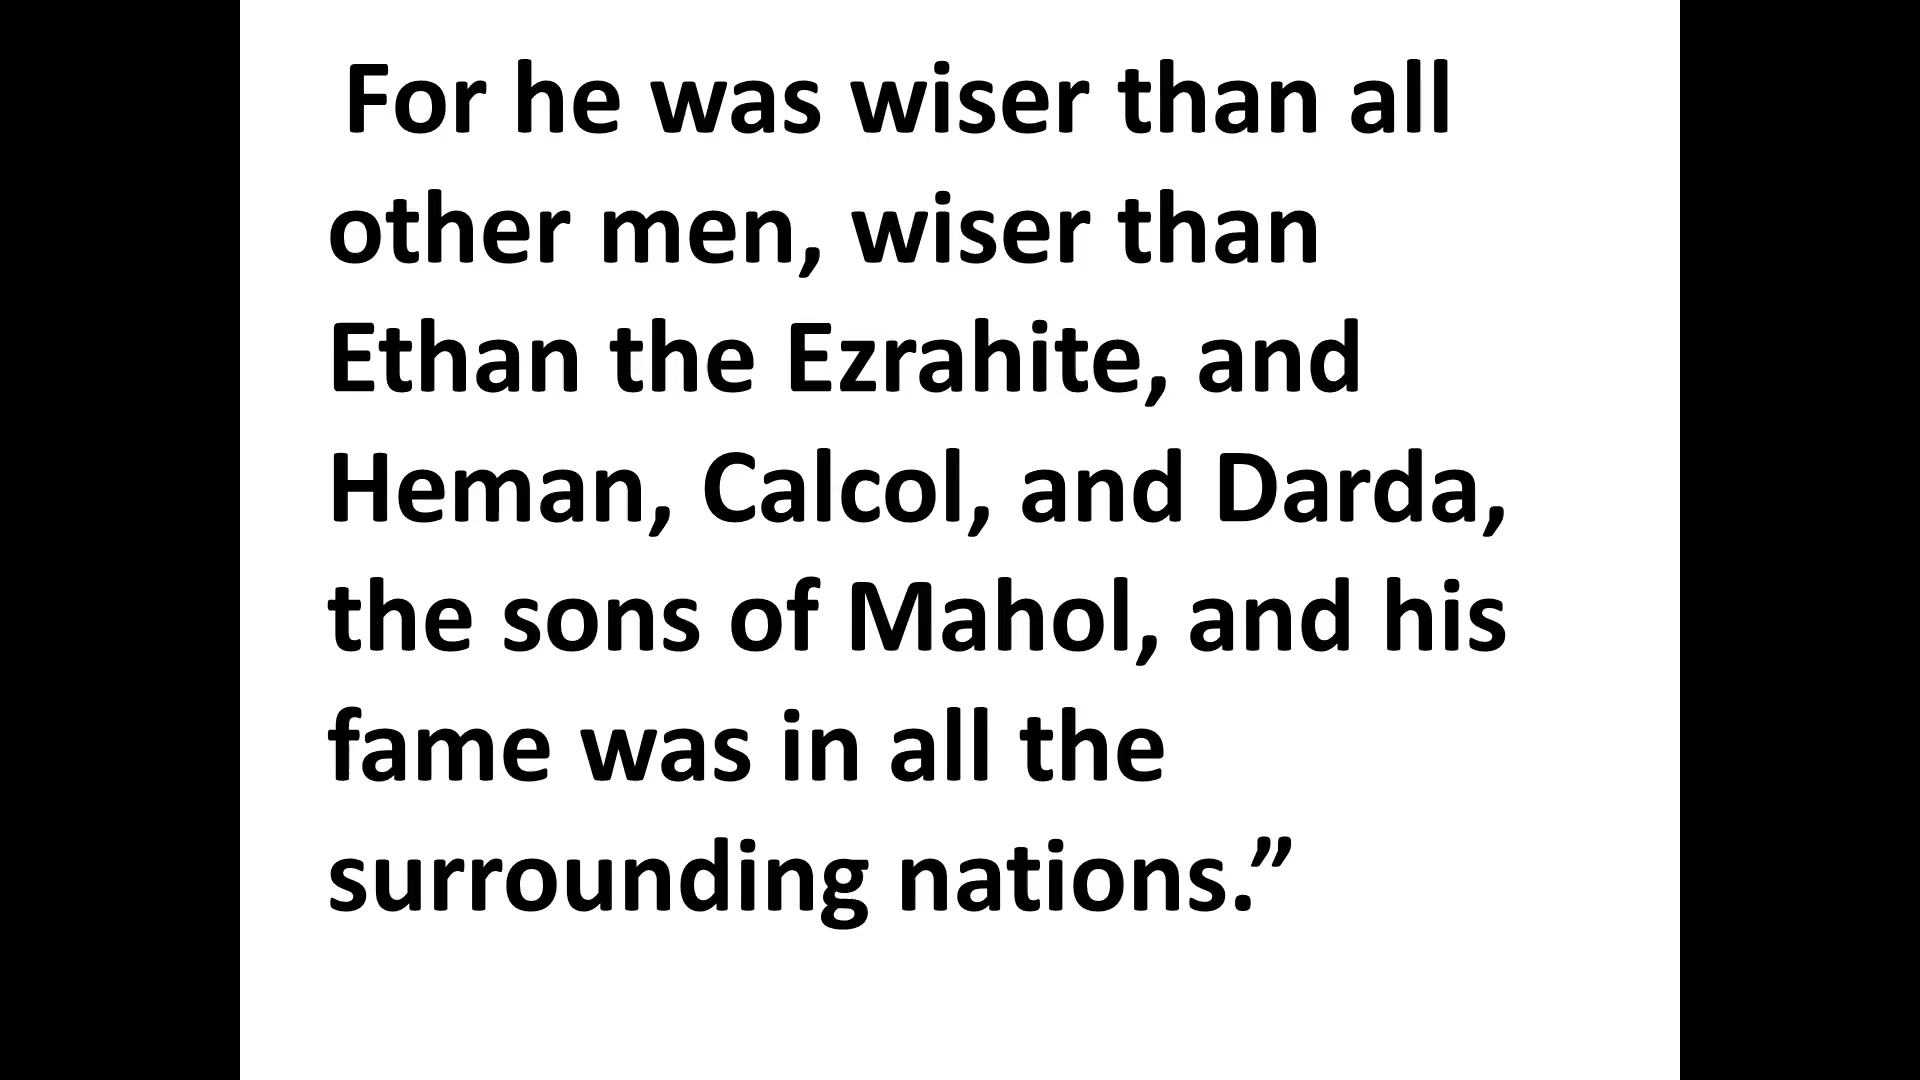 For he was wiser than all
other men, wiser than
Ethan the Ezrahite, and
Heman, Calcol, and Darda,
the sons of Mahol, and his
fame was in all the
surrounding nations.”